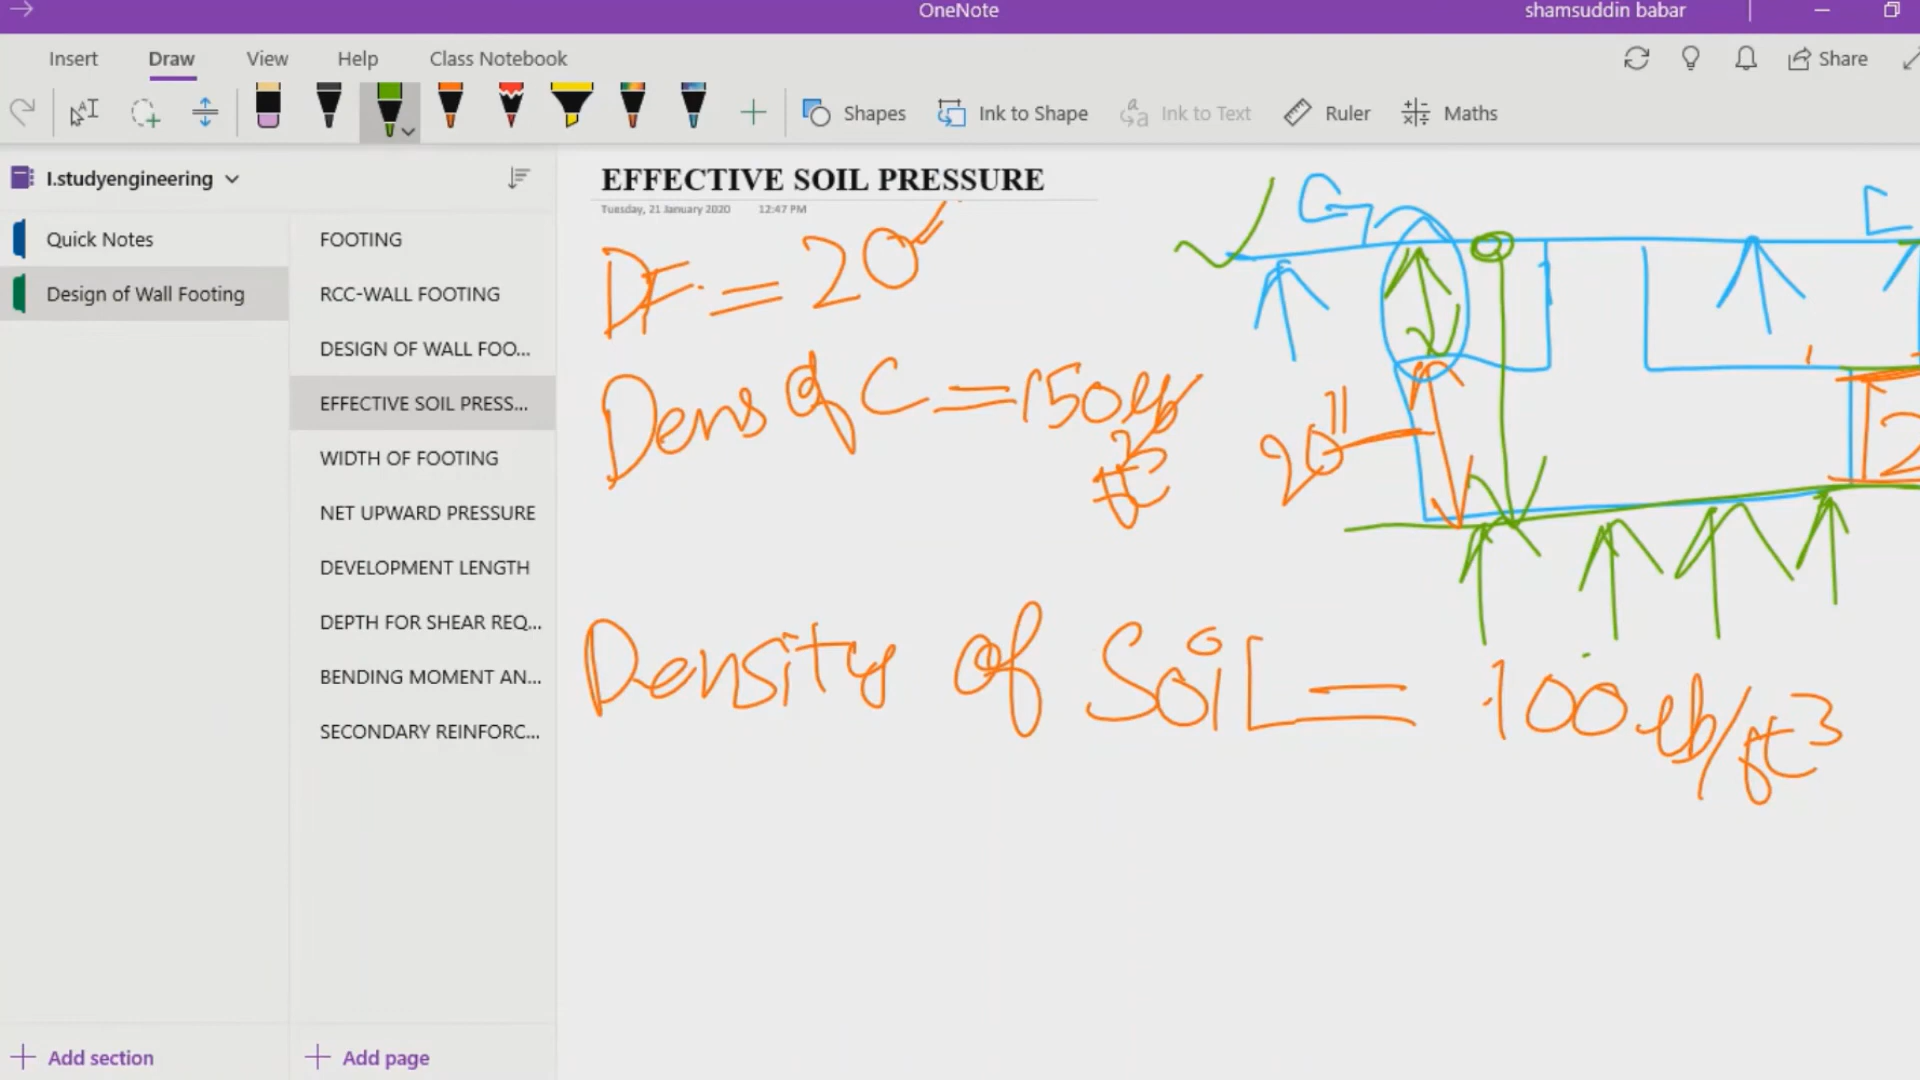 OneNote
shamsuddin babar
Insert Draw View Help Class Notebook
Share
Shapes Ink to Shape Ink to Text Ruler Maths
I.studyengineering
Quick Notes
Design of Wall Footing
FOOTING
RCC-WALL FOOTING
DESIGN OF WALL FOO...
EFFECTIVE SOIL PRESS...
WIDTH OF FOOTING
NET UPWARD PRESSURE
DEVELOPMENT LENGTH
DEPTH FOR SHEAR REQ...
BENDING MOMENT AN...
SECONDARY REINFORC...
Add section
Add page
EFFECTIVE SOIL PRESSURE
Tuesday, 21 January 2020 12:47 PM
DF = 20"
Dens of C = 150 lb
20"
Density of Soil = 100 lb/ft3